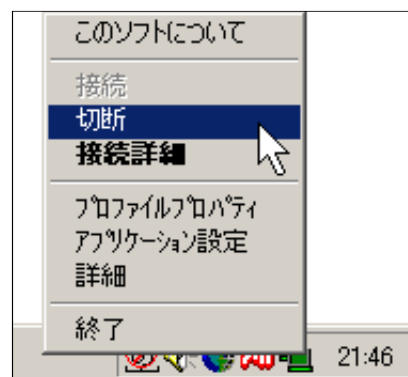 このソフトについて
接続
切断
接続詳細
ﾌﾟﾛﾌｧｲﾙﾌﾟﾛﾊﾟﾃｨ
ｱﾌﾟﾘｹｰｼｮﾝ設定
詳細
終了
21:46